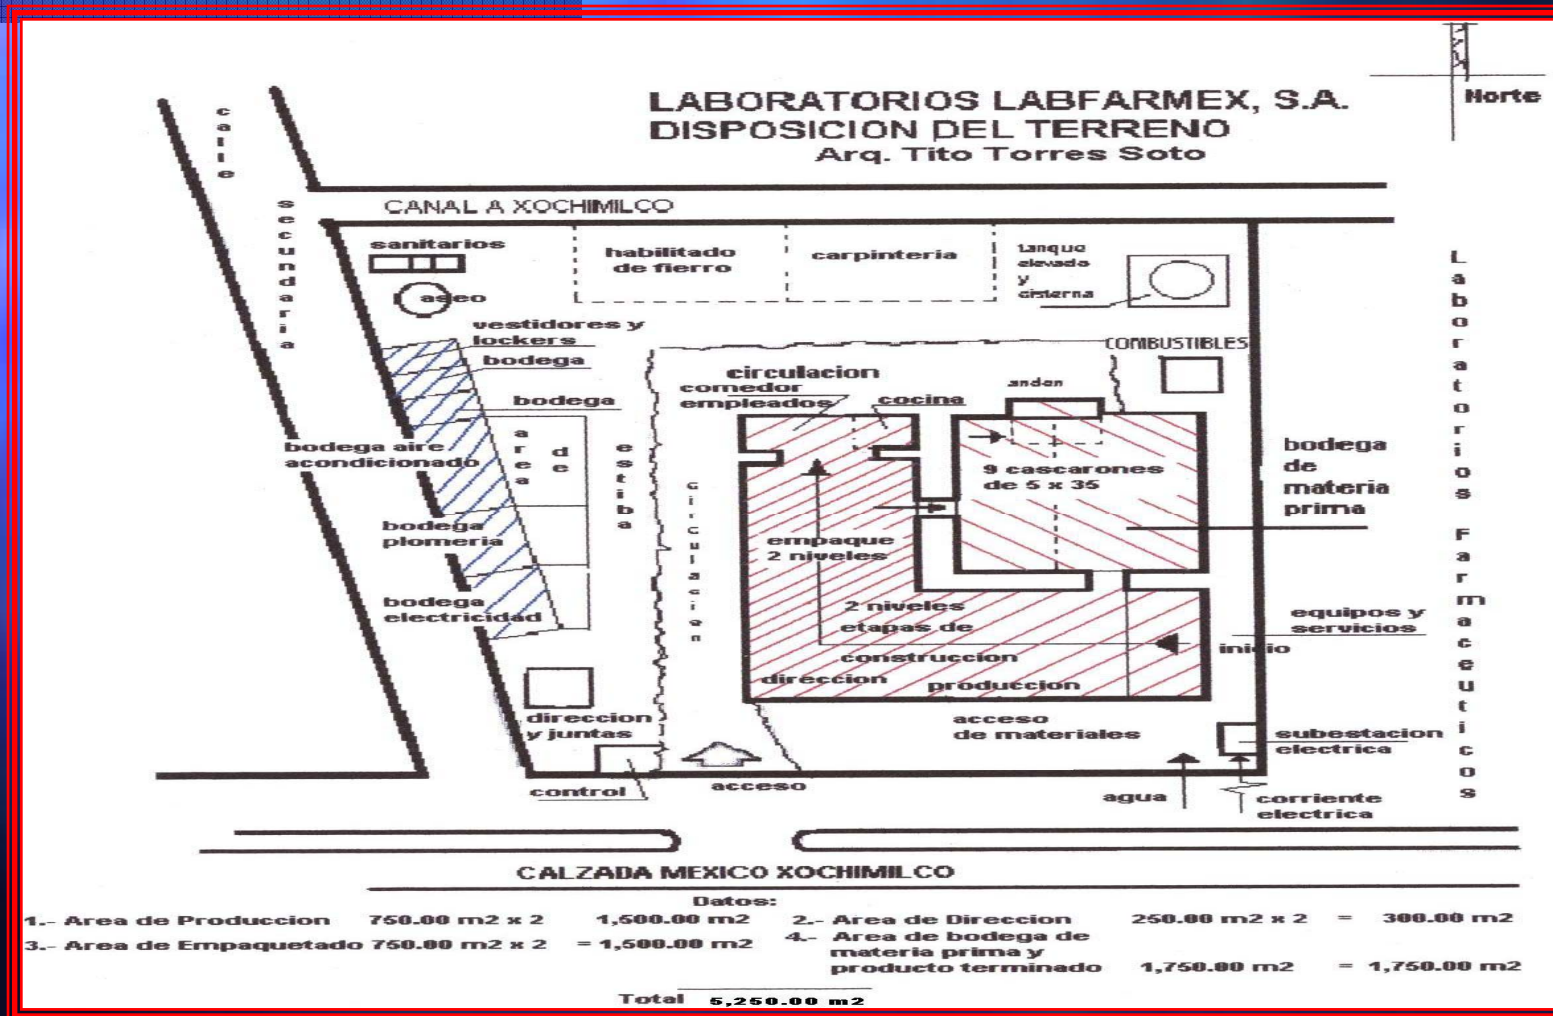 LABORATORIOS LABFARMEX, S.A.
DISPOSICION DEL TERRENO
Arq. Tito Torres Soto
Norte
calle
secundaria
CANAL A XOCHIMILCO
sanitarios
aseo
habilitado
de fierro
carpinteria
tanque
elevado
y
cisterna
vestidores y
lockers
bodega
bodega
COMBUSTIBLES
circulacion
comedor
empleados
cocina
anden
bodega aire
acondicionado
area
de
estiba
circulacion
9 cascarones
de 5 x 35
bodega
de
materia
prima
Laboratorios Farmaceuticos
bodega
plomeria
empaque
2 niveles
bodega
electricidad
2 niveles
etapas de
construccion
equipos y
servicios
inicio
direccion
produccion
direccion
y juntas
acceso
de materiales
subestacion
electrica
control
acceso
agua
corriente
electrica
CALZADA MEXICO XOCHIMILCO
Datos:
1.- Area de Produccion 750.00 m2 x 2 1,500.00 m2
2.- Area de Direccion 250.00 m2 x 2 = 300.00 m2
3.- Area de Empaquetado 750.00 m2 x 2 = 1,500.00 m2
4.- Area de bodega de
materia prima y
producto terminado 1,750.00 m2 = 1,750.00 m2
Total 5,250.00 m2